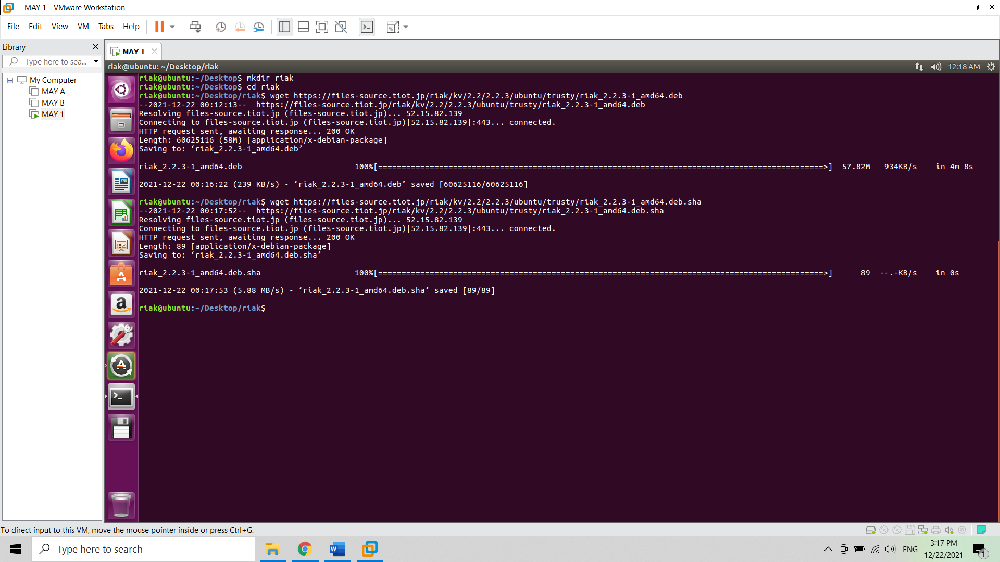 MAY 1 - VMware Workstation
File Edit View VM Tabs Help
Library
MAY 1
Type here to sea...
riak@ubuntu: ~/Desktop/riak
12:18 AM
My Computer
MAY A
MAY B
MAY 1
riak@ubuntu:~/Desktop$ mkdir riak
riak@ubuntu:~/Desktop$ cd riak
riak@ubuntu:~/Desktop/riak$ wget https://files-source.tiot.jp/riak/kv/2.2/2.2.3/ubuntu/trusty/riak_2.2.3-1_amd64.deb
--2021-12-22 00:12:13--  https://files-source.tiot.jp/riak/kv/2.2/2.2.3/ubuntu/trusty/riak_2.2.3-1_amd64.deb
Resolving files-source.tiot.jp (files-source.tiot.jp)... 52.15.82.139
Connecting to files-source.tiot.jp (files-source.tiot.jp)|52.15.82.139|:443... connected.
HTTP request sent, awaiting response... 200 OK
Length: 60625116 (58M) [application/x-debian-package]
Saving to: ‘riak_2.2.3-1_amd64.deb’
riak_2.2.3-1_amd64.deb 100%[===============================================================================================>] 57.82M 934KB/s in 4m 8s
2021-12-22 00:16:22 (239 KB/s) - ‘riak_2.2.3-1_amd64.deb’ saved [60625116/60625116]
riak@ubuntu:~/Desktop/riak$ wget https://files-source.tiot.jp/riak/kv/2.2/2.2.3/ubuntu/trusty/riak_2.2.3-1_amd64.deb.sha
--2021-12-22 00:17:52--  https://files-source.tiot.jp/riak/kv/2.2/2.2.3/ubuntu/trusty/riak_2.2.3-1_amd64.deb.sha
Resolving files-source.tiot.jp (files-source.tiot.jp)... 52.15.82.139
Connecting to files-source.tiot.jp (files-source.tiot.jp)|52.15.82.139|:443... connected.
HTTP request sent, awaiting response... 200 OK
Length: 89 [application/x-debian-package]
Saving to: ‘riak_2.2.3-1_amd64.deb.sha’
riak_2.2.3-1_amd64.deb.sha 100%[===============================================================================================>] 89 --.-KB/s in 0s
2021-12-22 00:17:53 (5.88 MB/s) - ‘riak_2.2.3-1_amd64.deb.sha’ saved [89/89]
riak@ubuntu:~/Desktop/riak$
To direct input to this VM, move the mouse pointer inside or press Ctrl+G.
Type here to search
ENG
3:17 PM
12/22/2021
1